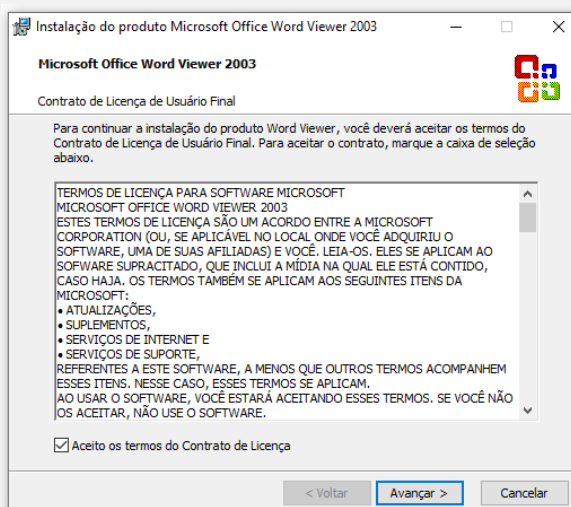 Instalação do produto Microsoft Office Word Viewer 2003
Microsoft Office Word Viewer 2003
Contrato de Licença de Usuário Final
Para continuar a instalação do produto Word Viewer, você deverá aceitar os termos do
Contrato de Licença de Usuário Final. Para aceitar o contrato, marque a caixa de seleção
abaixo.
TERMOS DE LICENÇA PARA SOFTWARE MICROSOFT
MICROSOFT OFFICE WORD VIEWER 2003
ESTES TERMOS DE LICENÇA SÃO UM ACORDO ENTRE A MICROSOFT
CORPORATION (OU, SE APLICÁVEL NO LOCAL ONDE VOCÊ ADQUIRIU O
SOFTWARE, UMA DE SUAS AFILIADAS) E VOCÊ. LEIA-OS. ELES SE APLICAM AO
SOFWARE SUPRACITADO, QUE INCLUI A MÍDIA NA QUAL ELE ESTÁ CONTIDO,
CASO HAJA. OS TERMOS TAMBÉM SE APLICAM AOS SEGUINTES ITENS DA
MICROSOFT:
• ATUALIZAÇÕES,
• SUPLEMENTOS,
• SERVIÇOS DE INTERNET E
• SERVIÇOS DE SUPORTE,
REFERENTES A ESTE SOFTWARE, A MENOS QUE OUTROS TERMOS ACOMPANHEM
ESSES ITENS. NESSE CASO, ESSES TERMOS SE APLICAM.
AO USAR O SOFTWARE, VOCÊ ESTARÁ ACEITANDO ESSES TERMOS. SE VOCÊ NÃO
OS ACEITAR, NÃO USE O SOFTWARE.
Aceito os termos do Contrato de Licença
< Voltar
Avançar >
Cancelar